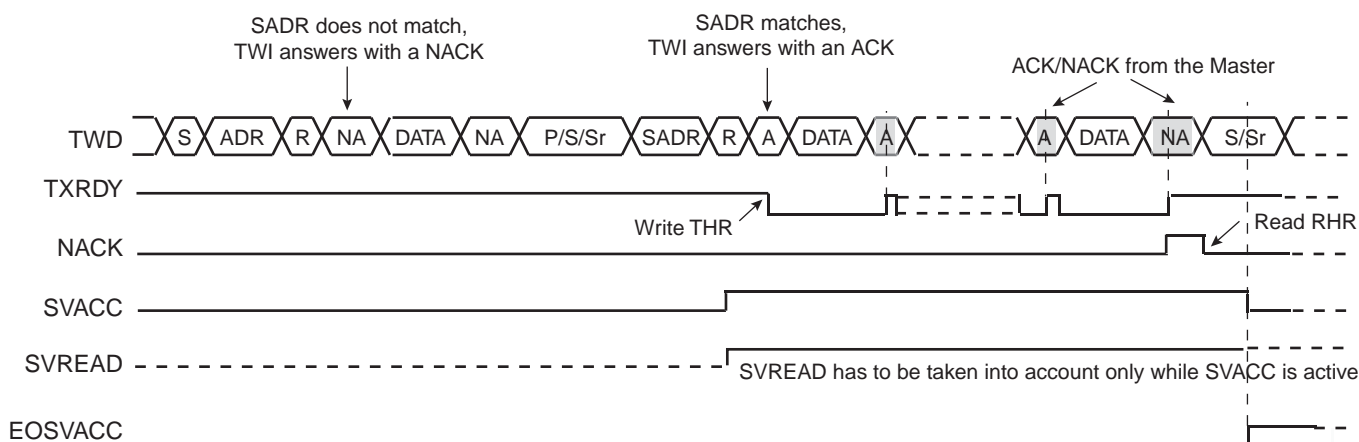 SADR does not match,
TWI answers with a NACK
SADR matches,
TWI answers with an ACK
ACK/NACK from the Master
TWD S ADR R NA DATA NA P/S/Sr SADR R A DATA A A DATA NA S/Sr
TXRDY
Write THR
Read RHR
NACK
SVACC
SVREAD
SVREAD has to be taken into account only while SVACC is active
EOSVACC